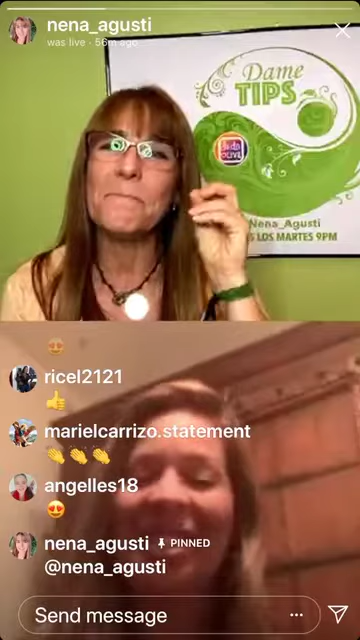 nena_agusti
was live · 56m ago
Dame
TIPS
Nena_Agusti
LOS MARTES 9PM
😍
ricel2121
👍
marielcarrizo.statement
👏👏👏
angelles18
😍
nena_agusti 📌 PINNED
@nena_agusti
Send message